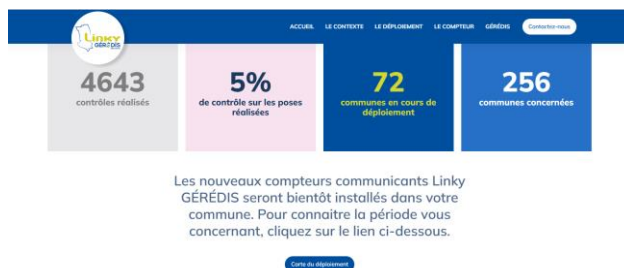 Linky
GÉRÉDIS
ACCUEIL LE CONTEXTE LE DÉPLOIEMENT LE COMPTEUR GÉRÉDIS Contactez-nous
4643
contrôles réalisés
5%
de contrôle sur les poses
réalisées
72
communes en cours de
déploiement
256
communes concernées
Les nouveaux compteurs communicants Linky
GÉRÉDIS seront bientôt installés dans votre
commune. Pour connaitre la période vous
concernant, cliquez sur le lien ci-dessous.
Carte du déploiement